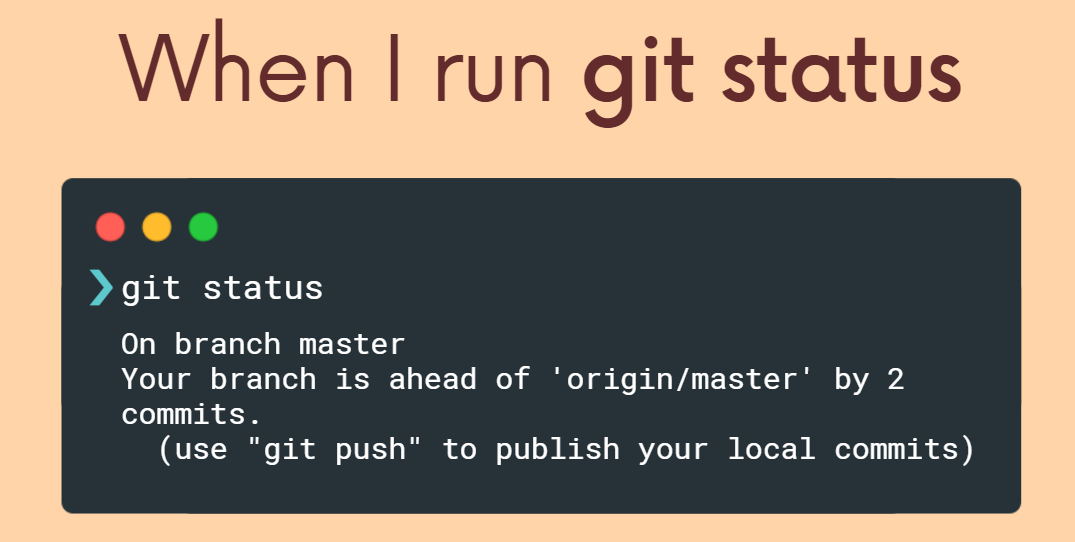 When I run git status
git status
On branch master
Your branch is ahead of 'origin/master' by 2
commits.
  (use "git push" to publish your local commits)